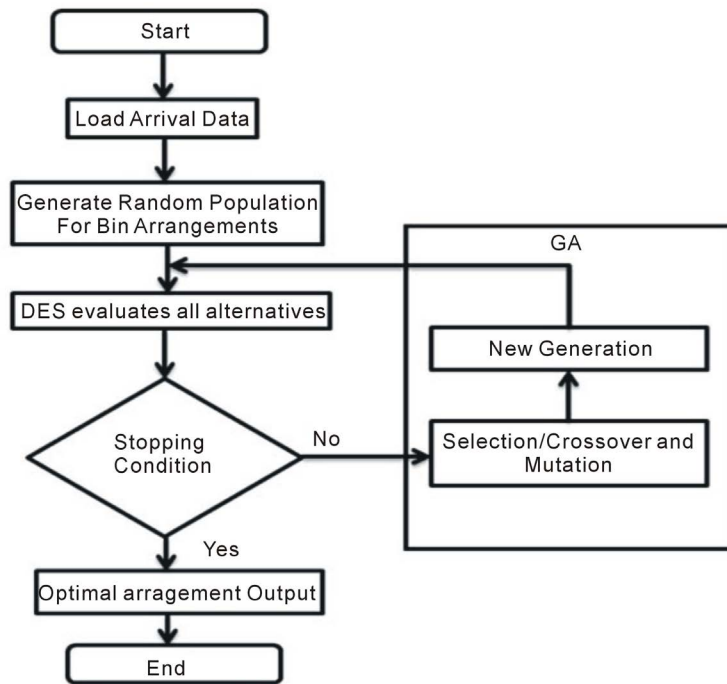 Start
Load Arrival Data
Generate Random Population
For Bin Arrangements
GA
DES evaluates all alternatives
New Generation
Stopping
Condition
No
Selection/Crossover and
Mutation
Yes
Optimal arragement Output
End